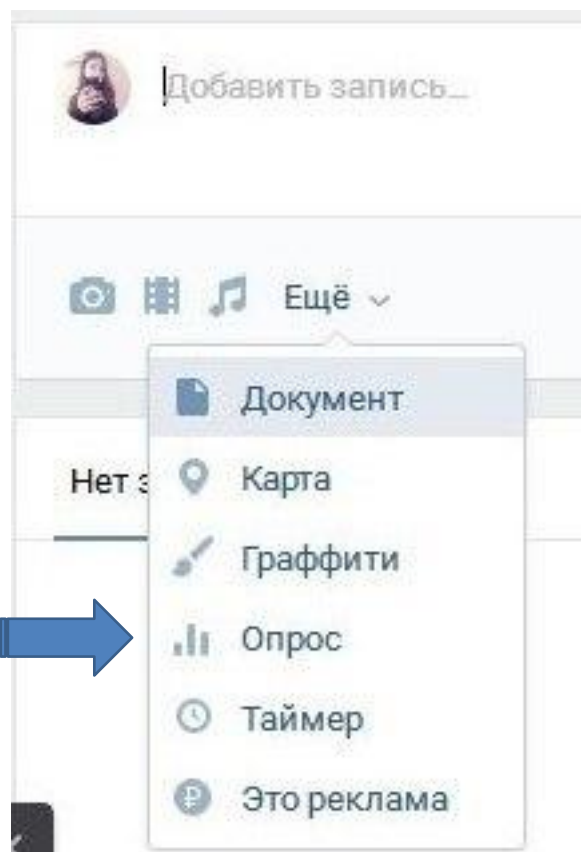 Добавить запись...
Ещё
Документ
Нет з
Карта
Граффити
Опрос
Таймер
Это реклама